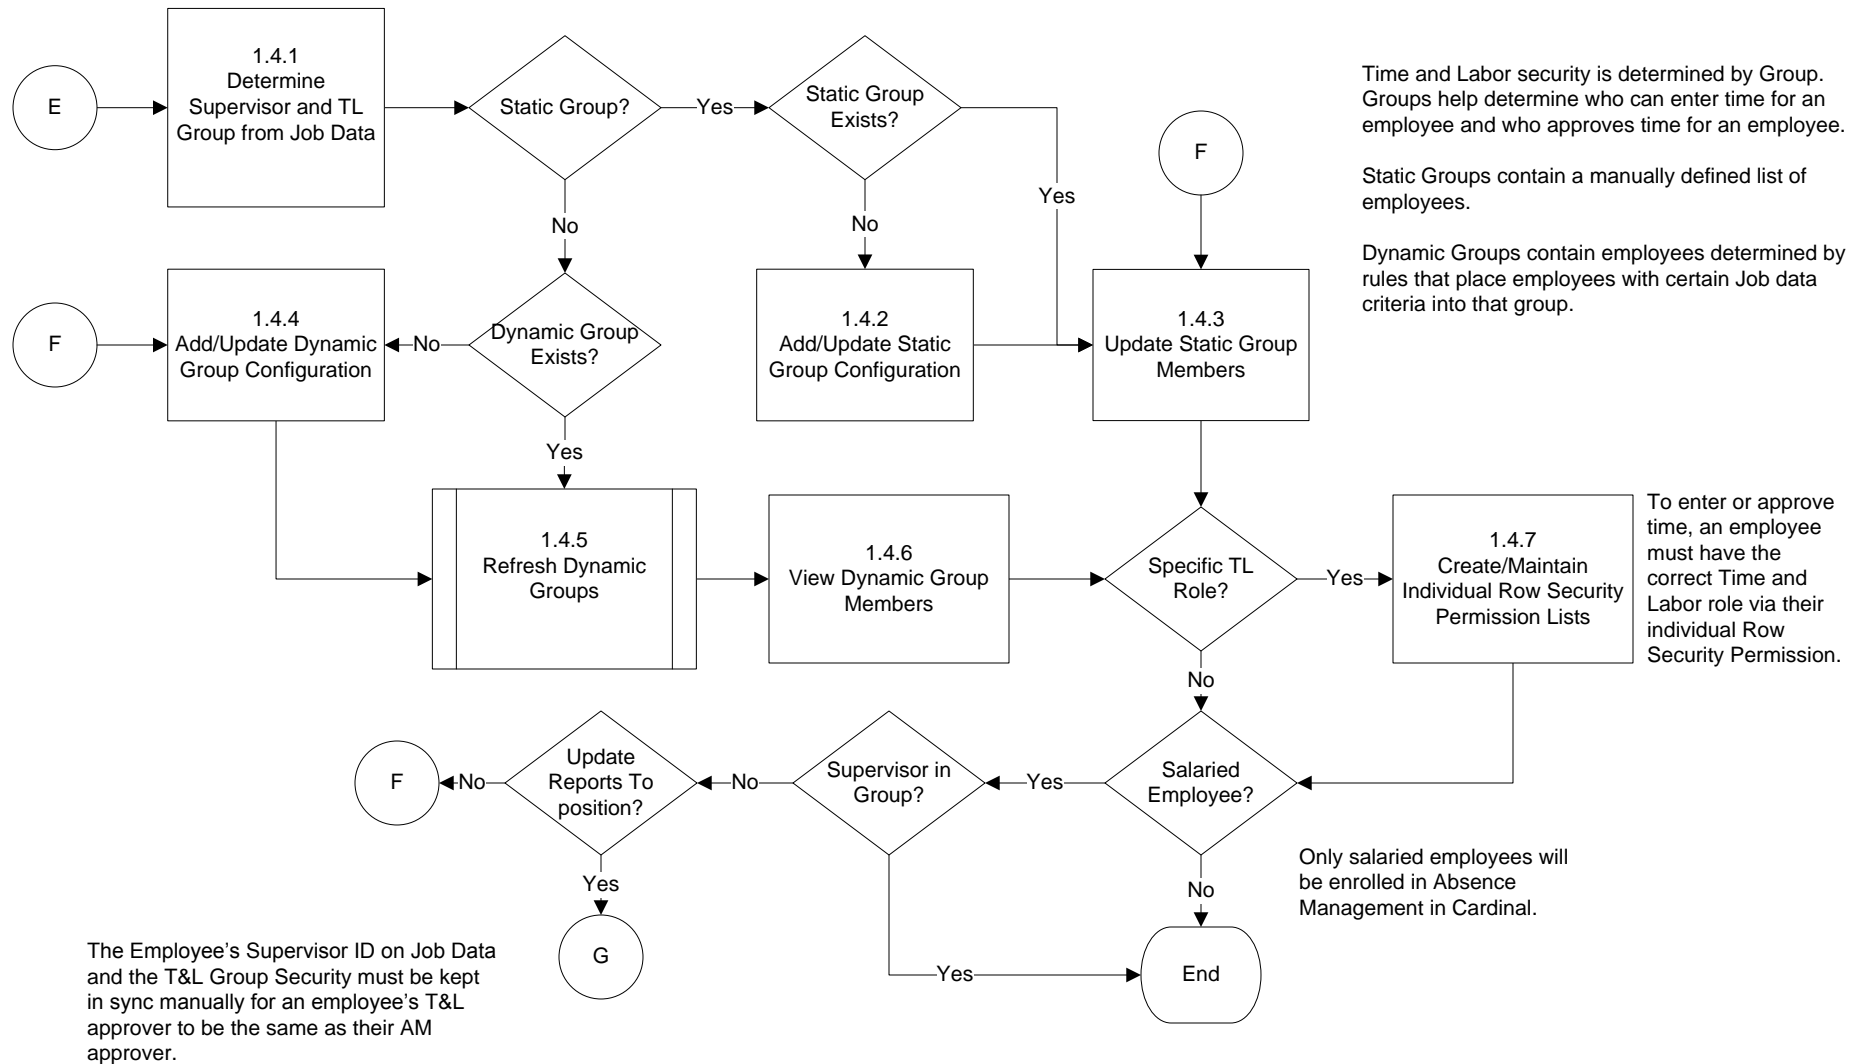 E
1.4.1
Determine
Supervisor and TL
Group from Job Data
Static Group?
Yes
Static Group
Exists?
Yes
F
Time and Labor security is determined by Group.
Groups help determine who can enter time for an
employee and who approves time for an employee.
Static Groups contain a manually defined list of
employees.
Dynamic Groups contain employees determined by
rules that place employees with certain Job data
criteria into that group.
No
No
F
1.4.4
Add/Update Dynamic
Group Configuration
No
Dynamic Group
Exists?
1.4.2
Add/Update Static
Group Configuration
1.4.3
Update Static Group
Members
Yes
1.4.5
Refresh Dynamic
Groups
1.4.6
View Dynamic Group
Members
Specific TL
Role?
Yes
1.4.7
Create/Maintain
Individual Row Security
Permission Lists
To enter or approve
time, an employee
must have the
correct Time and
Labor role via their
individual Row
Security Permission.
No
F
No
Update
Reports To
position?
No
Supervisor in
Group?
Yes
Salaried
Employee?
Only salaried employees will
be enrolled in Absence
Management in Cardinal.
Yes
No
G
Yes
End
The Employee's Supervisor ID on Job Data
and the T&L Group Security must be kept
in sync manually for an employee's T&L
approver to be the same as their AM
approver.